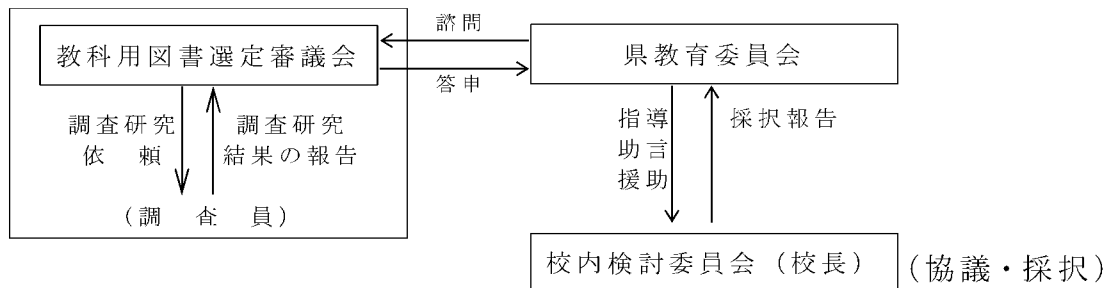 諮問
教科用図書選定審議会
県教育委員会
答申
調査研究
依頼
調査研究
結果の報告
指導
助言
援助
採択報告
(調査員)
校内検討委員会(校長)
(協議・採択)